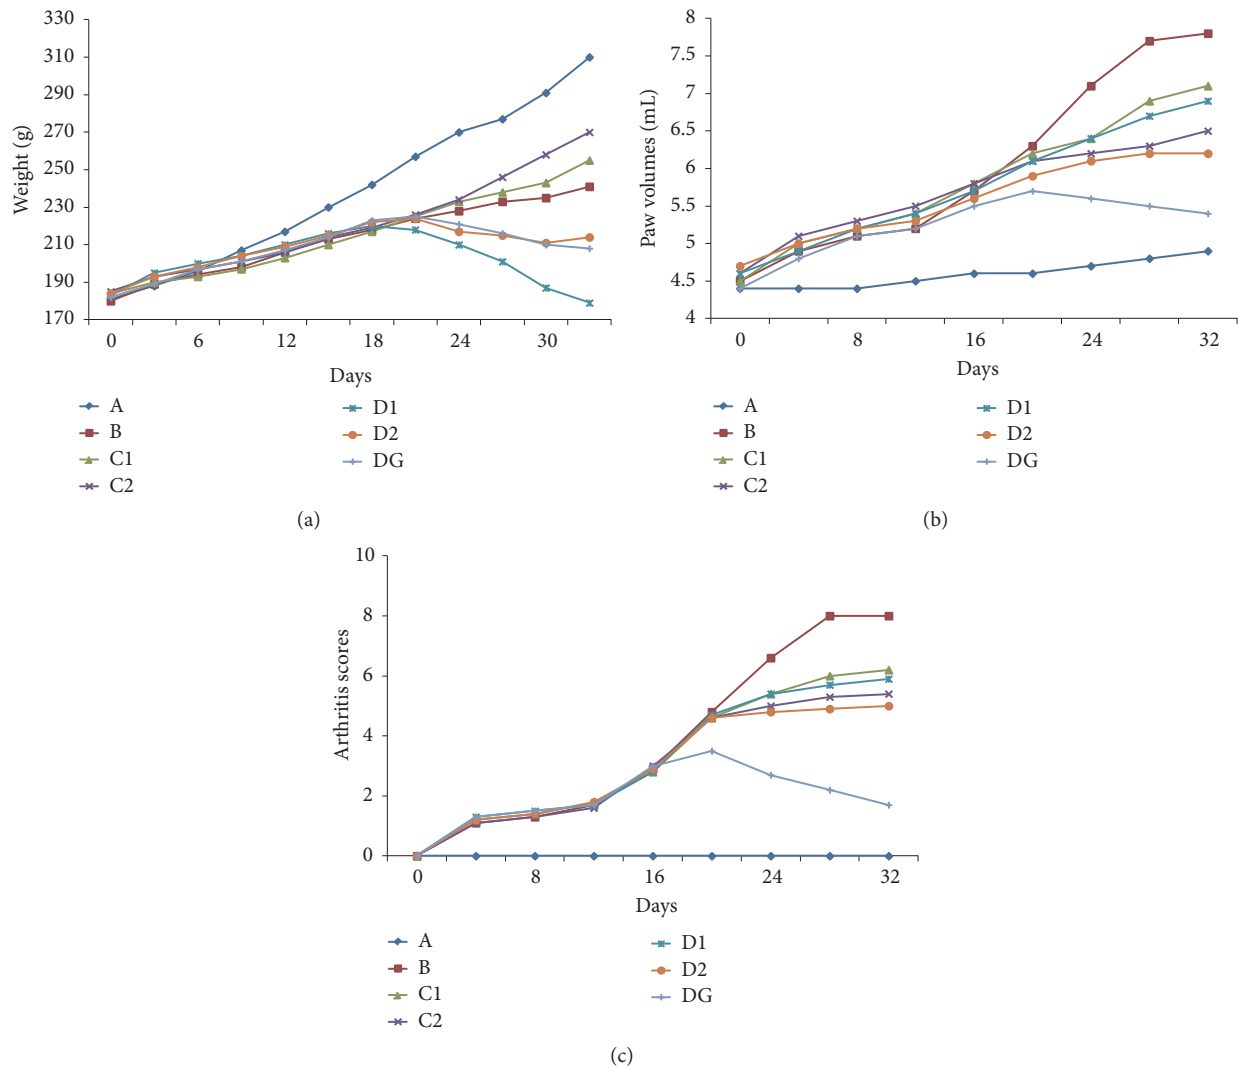 330
310
290
270
250
230
210
190
170
Weight (g)
0 6 12 18 24 30
Days
A
B
C1
C2
D1
D2
DG
(a)
8
7.5
7
6.5
6
5.5
5
4.5
4
Paw volumes (mL)
0 8 16 24 32
Days
A
B
C1
C2
D1
D2
DG
(b)
10
8
6
4
2
0
Arthritis scores
0 8 16 24 32
Days
A
B
C1
C2
D1
D2
DG
(c)